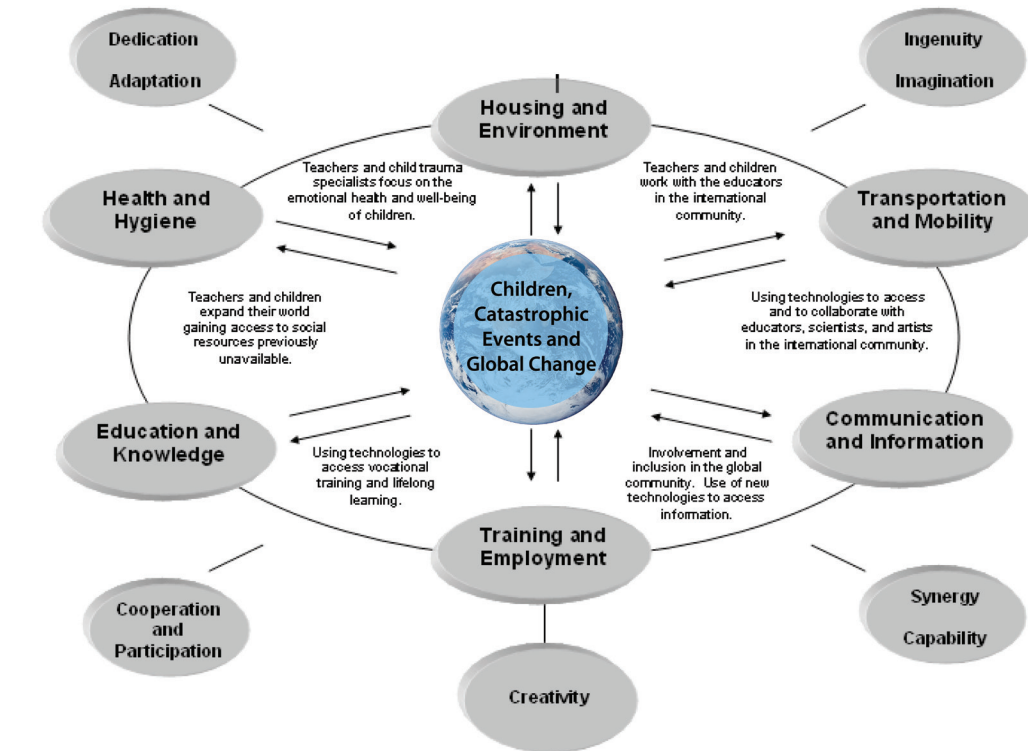 Dedication
Adaptation
Ingenuity
Imagination
Housing and
Environment
Teachers and child trauma
specialists focus on the
emotional health and well-being
of children.
Teachers and children
work with the educators
in the international
community.
Health and
Hygiene
Transportation
and Mobility
Children,
Catastrophic
Events and
Global Change
Teachers and children
expand their world
gaining access to social
resources previously
unavailable.
Using technologies to access
and to collaborate with
educators, scientists, and artists
in the international community.
Education and
Knowledge
Communication
and Information
Using technologies to
access vocational
training and lifelong
learning.
Involvement and
inclusion in the global
community.  Use of new
technologies to access
information.
Training and
Employment
Cooperation
and
Participation
Synergy
Capability
Creativity